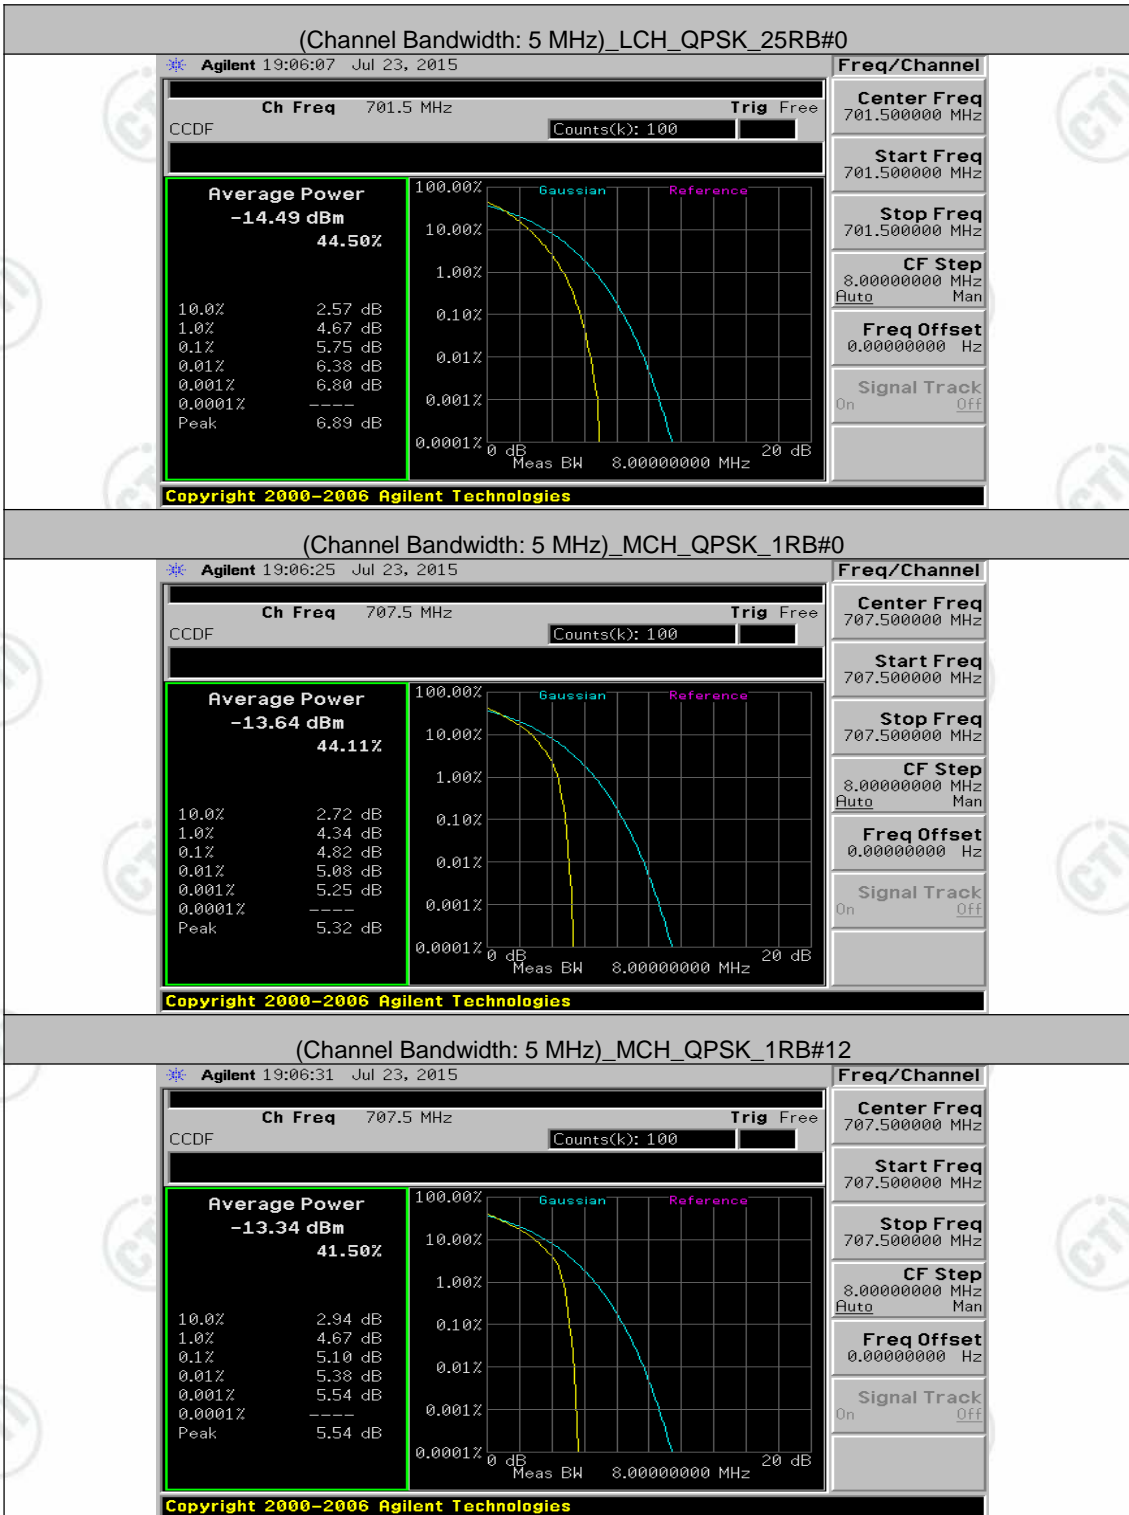 (Channel Bandwidth: 5 MHz)_LCH_QPSK_25RB#0
Agilent 19:06:07 Jul 23, 2015
Freq/Channel
Ch Freq 701.5 MHz Trig Free
CCDF Counts(k): 100
Center Freq
701.500000 MHz
Start Freq
701.500000 MHz
Stop Freq
701.500000 MHz
CF Step
8.00000000 MHz
Auto Man
Freq Offset
0.00000000 Hz
Signal Track
On Off
Average Power
-14.49 dBm
44.50%
10.0% 2.57 dB
1.0% 4.67 dB
0.1% 5.75 dB
0.01% 6.38 dB
0.001% 6.80 dB
0.0001% ----
Peak 6.89 dB
Gaussian Reference
100.00%
10.00%
1.00%
0.10%
0.01%
0.001%
0.0001%
0 dB 20 dB
Meas BW 8.00000000 MHz
Copyright 2000-2006 Agilent Technologies
(Channel Bandwidth: 5 MHz)_MCH_QPSK_1RB#0
Agilent 19:06:25 Jul 23, 2015
Freq/Channel
Ch Freq 707.5 MHz Trig Free
CCDF Counts(k): 100
Center Freq
707.500000 MHz
Start Freq
707.500000 MHz
Stop Freq
707.500000 MHz
CF Step
8.00000000 MHz
Auto Man
Freq Offset
0.00000000 Hz
Signal Track
On Off
Average Power
-13.64 dBm
44.11%
10.0% 2.72 dB
1.0% 4.34 dB
0.1% 4.82 dB
0.01% 5.08 dB
0.001% 5.25 dB
0.0001% ----
Peak 5.32 dB
Gaussian Reference
100.00%
10.00%
1.00%
0.10%
0.01%
0.001%
0.0001%
0 dB 20 dB
Meas BW 8.00000000 MHz
Copyright 2000-2006 Agilent Technologies
(Channel Bandwidth: 5 MHz)_MCH_QPSK_1RB#12
Agilent 19:06:31 Jul 23, 2015
Freq/Channel
Ch Freq 707.5 MHz Trig Free
CCDF Counts(k): 100
Center Freq
707.500000 MHz
Start Freq
707.500000 MHz
Stop Freq
707.500000 MHz
CF Step
8.00000000 MHz
Auto Man
Freq Offset
0.00000000 Hz
Signal Track
On Off
Average Power
-13.34 dBm
41.50%
10.0% 2.94 dB
1.0% 4.67 dB
0.1% 5.10 dB
0.01% 5.38 dB
0.001% 5.54 dB
0.0001% ----
Peak 5.54 dB
Gaussian Reference
100.00%
10.00%
1.00%
0.10%
0.01%
0.001%
0.0001%
0 dB 20 dB
Meas BW 8.00000000 MHz
Copyright 2000-2006 Agilent Technologies